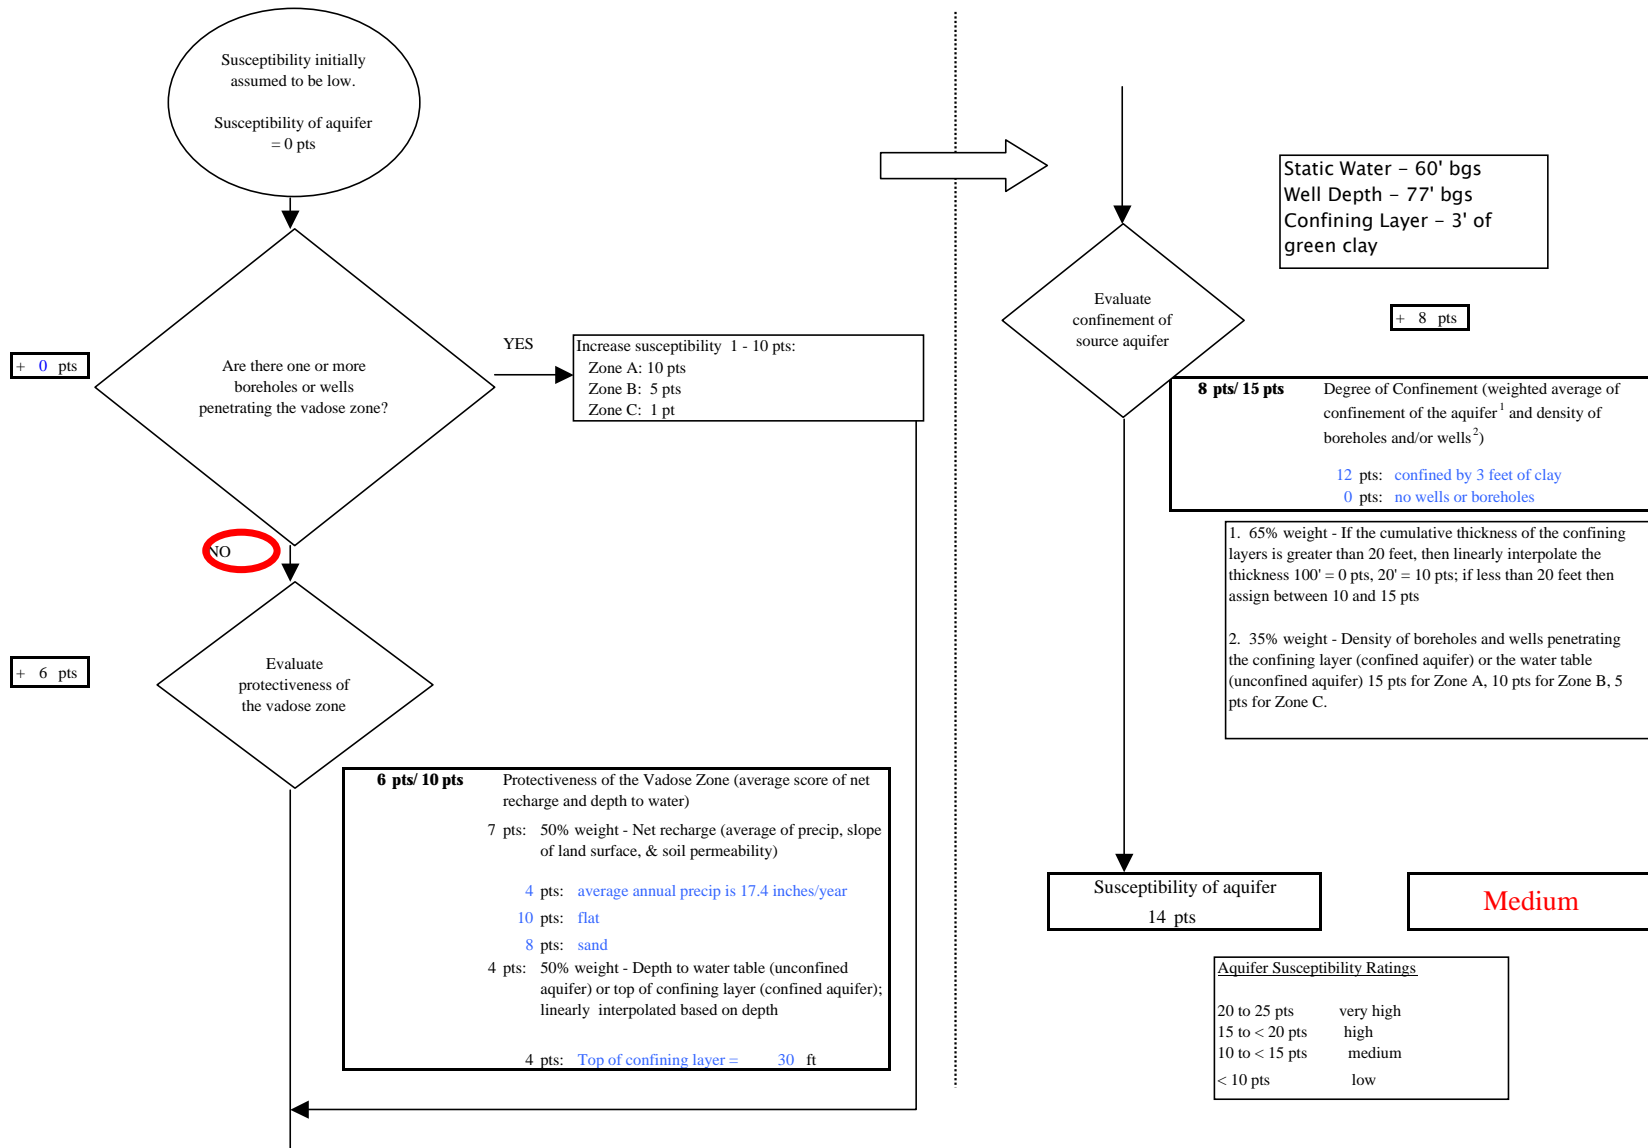 Susceptibility initially
assumed to be low.
Susceptibility of aquifer
= 0 pts
+ 0 pts
Are there one or more
boreholes or wells
penetrating the vadose zone?
YES
Increase susceptibility 1 - 10 pts:
Zone A: 10 pts
Zone B: 5 pts
Zone C: 1 pt
NO
+ 6 pts
Evaluate
protectiveness of
the vadose zone
6 pts/ 10 pts Protectiveness of the Vadose Zone (average score of net
recharge and depth to water)
7 pts: 50% weight - Net recharge (average of precip, slope
of land surface, & soil permeability)
4 pts: average annual precip is 17.4 inches/year
10 pts: flat
8 pts: sand
4 pts: 50% weight - Depth to water table (unconfined
aquifer) or top of confining layer (confined aquifer);
linearly interpolated based on depth
4 pts: Top of confining layer = 30 ft
Static Water – 60' bgs
Well Depth – 77' bgs
Confining Layer – 3' of
green clay
Evaluate
confinement of
source aquifer
+ 8 pts
8 pts/ 15 pts Degree of Confinement (weighted average of
confinement of the aquifer1 and density of
boreholes and/or wells2)
12 pts: confined by 3 feet of clay
0 pts: no wells or boreholes
1. 65% weight - If the cumulative thickness of the confining
layers is greater than 20 feet, then linearly interpolate the
thickness 100' = 0 pts, 20' = 10 pts; if less than 20 feet then
assign between 10 and 15 pts
2. 35% weight - Density of boreholes and wells penetrating
the confining layer (confined aquifer) or the water table
(unconfined aquifer) 15 pts for Zone A, 10 pts for Zone B, 5
pts for Zone C.
Susceptibility of aquifer
14 pts
Medium
Aquifer Susceptibility Ratings
20 to 25 pts very high
15 to < 20 pts high
10 to < 15 pts medium
< 10 pts low